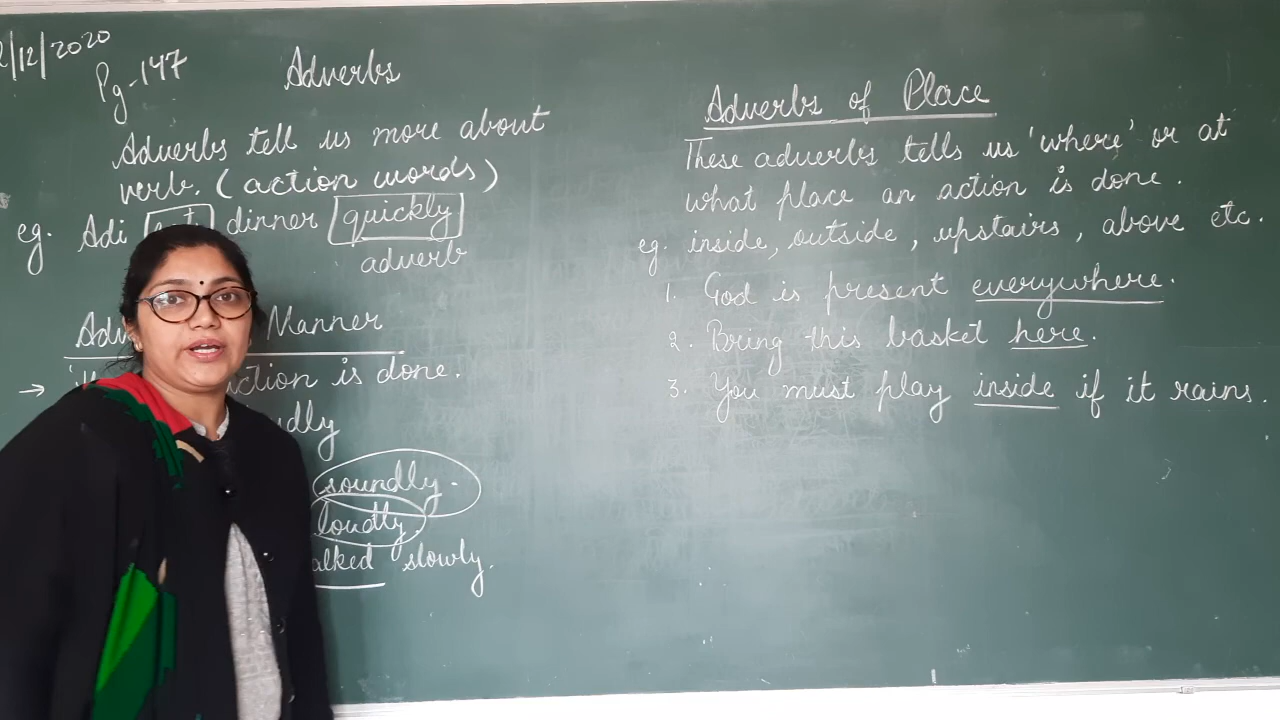 2/12/2020
Pg-147
Adverbs
Adverbs tell us more about
verb. (action words)
eg. Adi dinner quickly
adverb
Manner
→ action is done.
soundly.
loudly.
slowly.
Adverbs of Place
These adverbs tells us 'where' or at
what place an action is done.
eg. inside, outside, upstairs, above etc.
1. God is present everywhere.
2. Bring this basket here.
3. You must play inside if it rains.